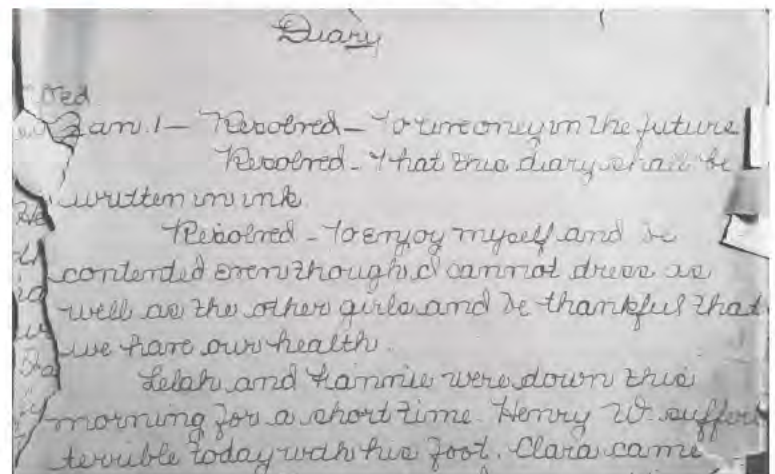 Diary
Wed
Jan. 1 — Resolved — To live only in the future
Resolved - That this diary shall be
written in ink.
Resolved - To enjoy myself and be
contented even though I cannot dress as
well as the other girls and be thankful that
we have our health.
Lelah and Fannie were down this
morning for a short time. Henry W. suffers
terrible today with his foot. Clara came